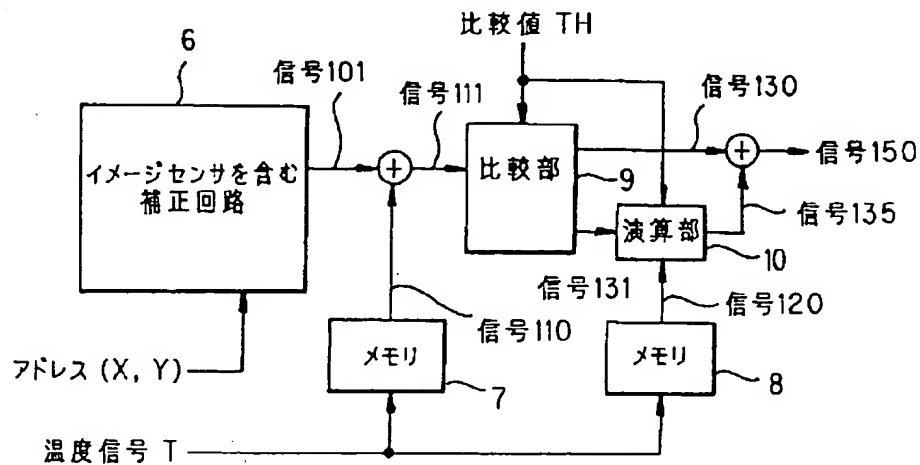 比較値 TH
6
信号101
信号111
信号130
イメージセンサを含む
補正回路
比較部
9
信号150
演算部
信号135
10
信号131
信号110
信号120
アドレス (X, Y)
メモリ
7
メモリ
8
温度信号 T